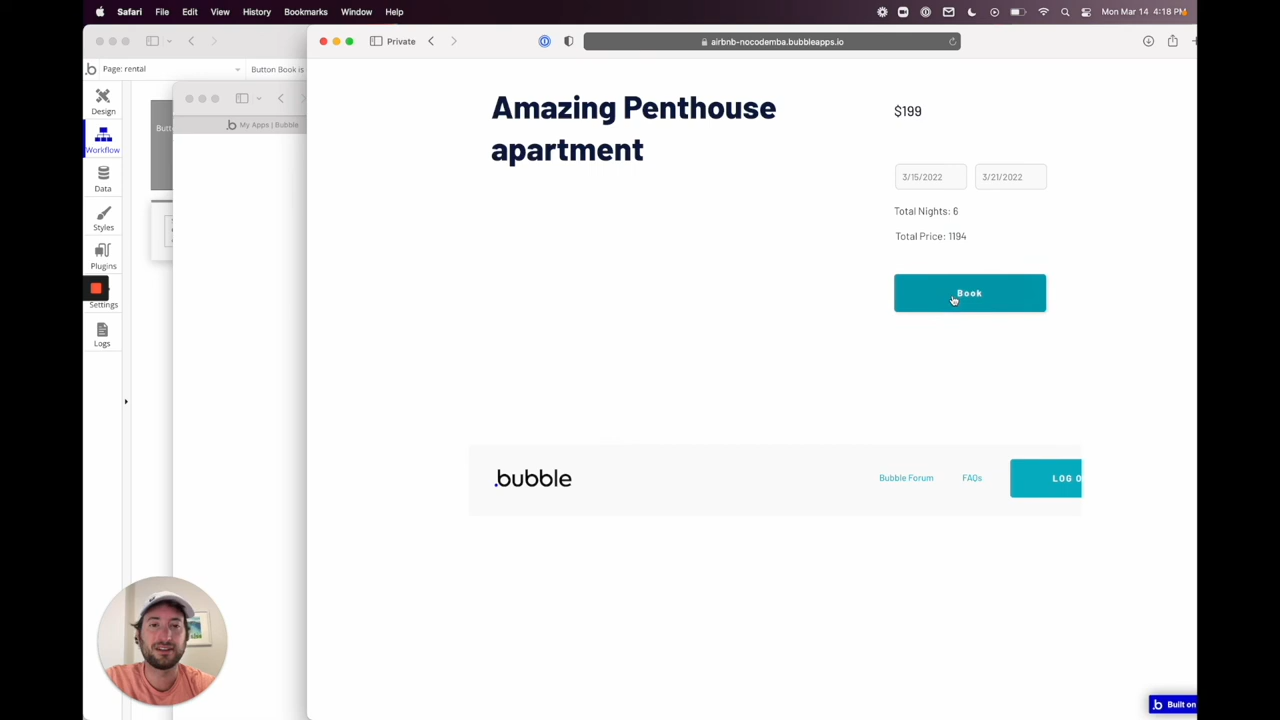 Safari File Edit View History Bookmarks Window Help Mon Mar 14 4:18 PM
Private airbnb-nocodemba.bubbleapps.io
Page: rental Button Book is
Design
My Apps | Bubble
Workflow
Data
Styles
Plugins
Settings
Logs
Amazing Penthouse
apartment
$199
3/15/2022 3/21/2022
Total Nights: 6
Total Price: 1194
Book
.bubble Bubble Forum FAQs LOG O
Built on